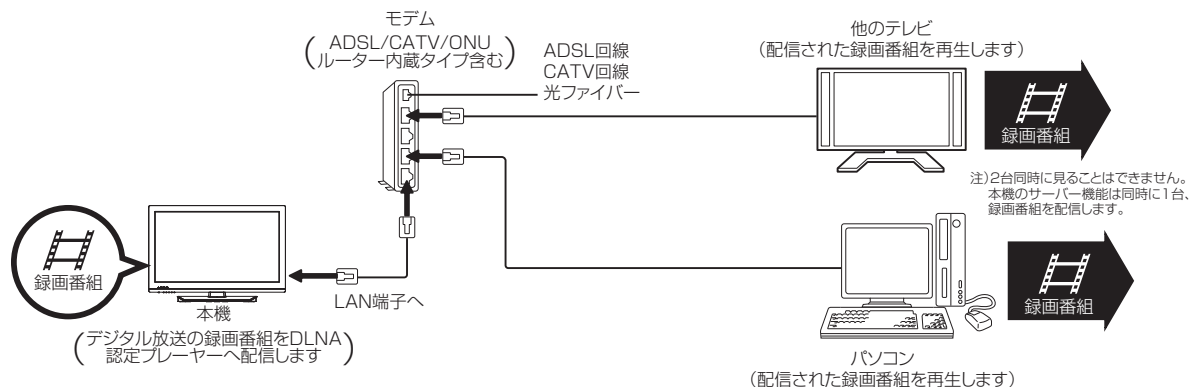 モデム
ADSL/CATV/ONU
ルーター内蔵タイプ含む
ADSL回線
CATV回線
光ファイバー
他のテレビ
（配信された録画番組を再生します）
録画番組
注）2台同時に見ることはできません。
本機のサーバー機能は同時に1台、
録画番組を配信します。
録画番組
LAN端子へ
本機
デジタル放送の録画番組をDLNA
認定プレーヤーへ配信します
録画番組
パソコン
（配信された録画番組を再生します）